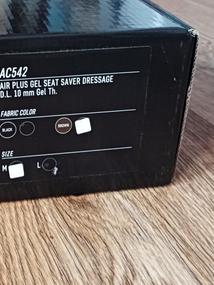 AC542
AIR PLUS GEL SEAT SAVER DRESSAGE
D.L. 10 mm Gel Th.
FABRIC COLOR
BLACK BROWN
SIZE
M L